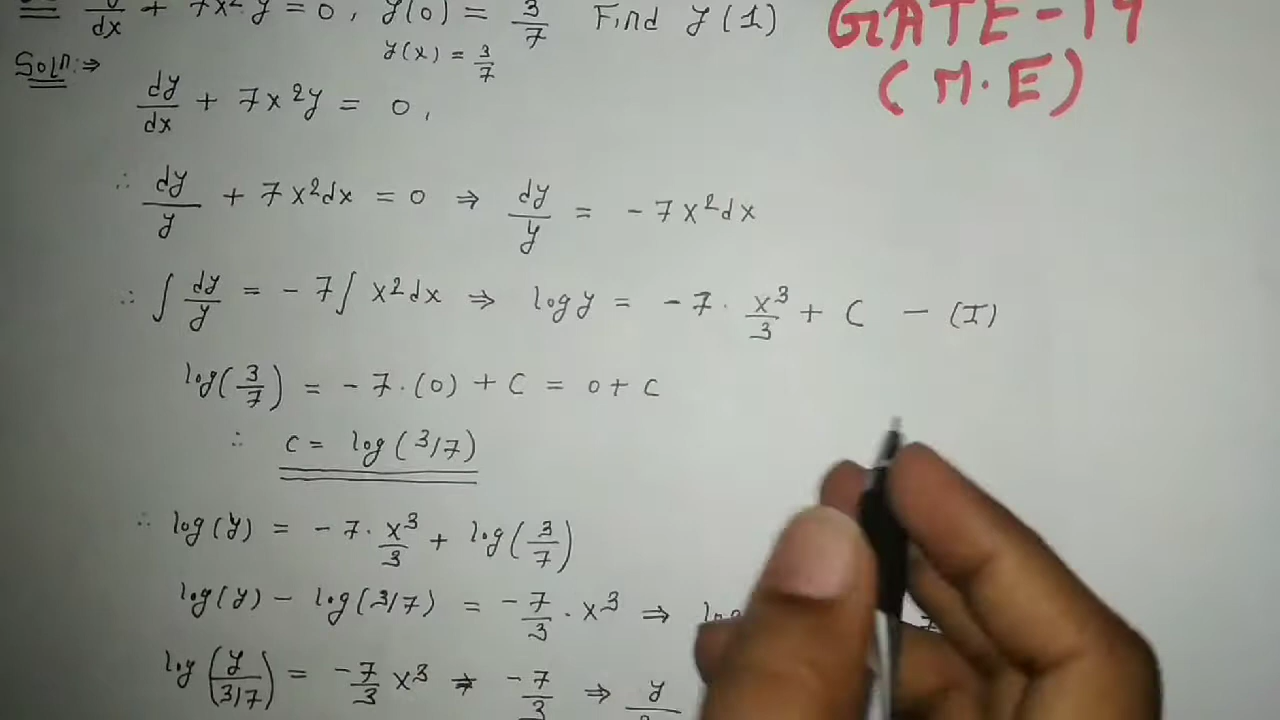 dy/dx + 7x²y = 0, y(0) = 3/7 Find y(1) GATE-19
y(x) = 3/7
Solⁿ: ⇒ (M.E)
dy/dx + 7x²y = 0,
∴ dy/y + 7x²dx = 0 ⇒ dy/y = -7x²dx
∴ ∫ dy/y = -7∫ x²dx ⇒ log y = -7 · x³/3 + C — (I)
log(3/7) = -7·(0) + C = 0 + C
∴ C = log(3/7)
∴ log(y) = -7·x³/3 + log(3/7)
log(y) - log(3/7) = -7/3 · x³ ⇒
log(y/3/7) = -7/3 x³ ⇒ -7/3 ⇒ y